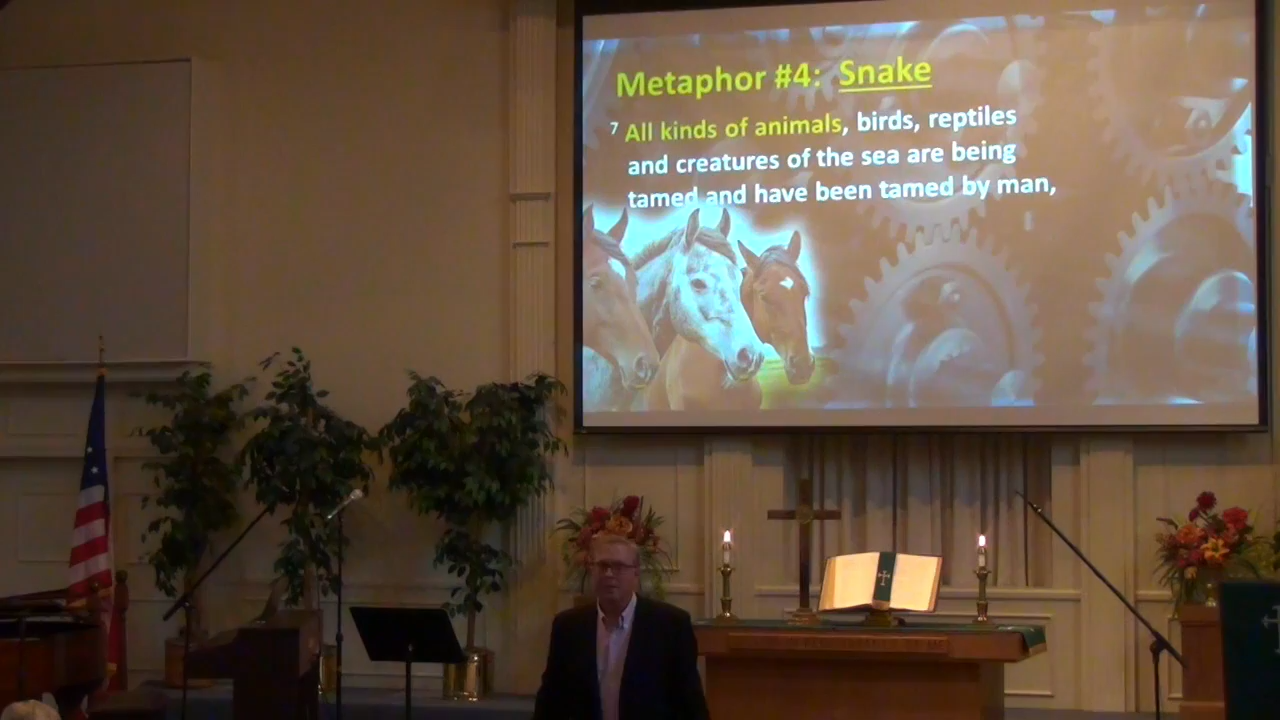 Metaphor #4: Snake
7 All kinds of animals, birds, reptiles
and creatures of the sea are being
tamed and have been tamed by man,